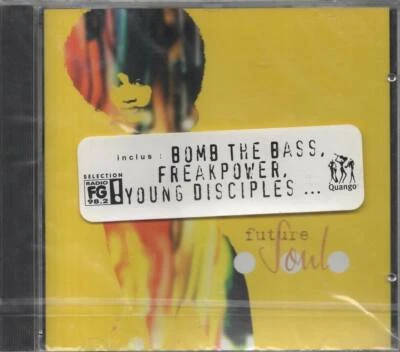 inclus : BOMB THE BASS,
FREAKPOWER,
YOUNG DISCIPLES ...
SELECTION
RADIO
FG
98.2
Quango
future
Soul